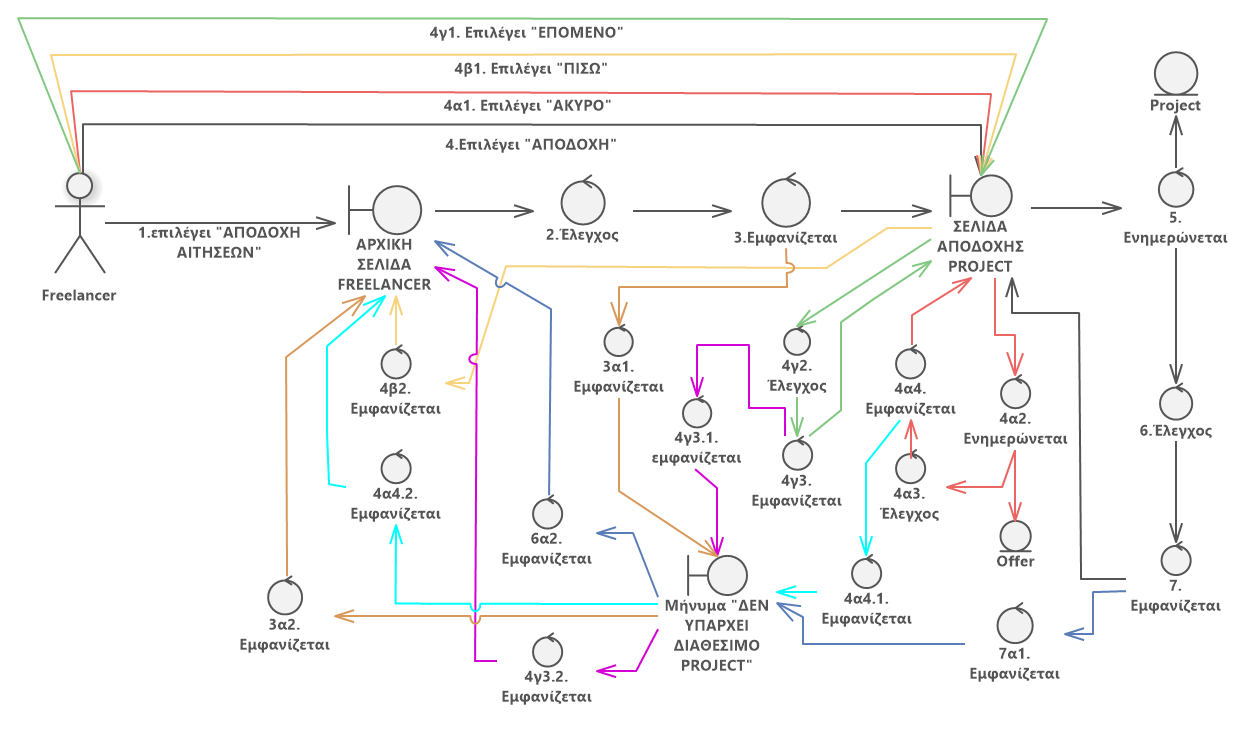 4γ1. Επιλέγει "ΕΠΟΜΕΝΟ"
4β1. Επιλέγει "ΠΙΣΩ"
4α1. Επιλέγει "ΑΚΥΡΟ"
4.Επιλέγει "ΑΠΟΔΟΧΗ"
Project
1.επιλέγει "ΑΠΟΔΟΧΗ
ΑΙΤΗΣΕΩΝ"
Freelancer
ΑΡΧΙΚΗ
ΣΕΛΙΔΑ
FREELANCER
2.Έλεγχος
3.Εμφανίζεται
ΣΕΛΙΔΑ
ΑΠΟΔΟΧΗΣ
PROJECT
5.
Ενημερώνεται
3α1.
Εμφανίζεται
4γ2.
Έλεγχος
4α4.
Εμφανίζεται
4α2.
Ενημερώνεται
4β2.
Εμφανίζεται
6.Έλεγχος
4γ3.1.
εμφανίζεται
4γ3.
Εμφανίζεται
4α3.
Έλεγχος
4α4.2.
Εμφανίζεται
6α2.
Εμφανίζεται
Offer
7.
Εμφανίζεται
Μήνυμα "ΔΕΝ
ΥΠΑΡΧΕΙ
ΔΙΑΘΕΣΙΜΟ
PROJECT"
4α4.1.
Εμφανίζεται
3α2.
Εμφανίζεται
7α1.
Εμφανίζεται
4γ3.2.
Εμφανίζεται